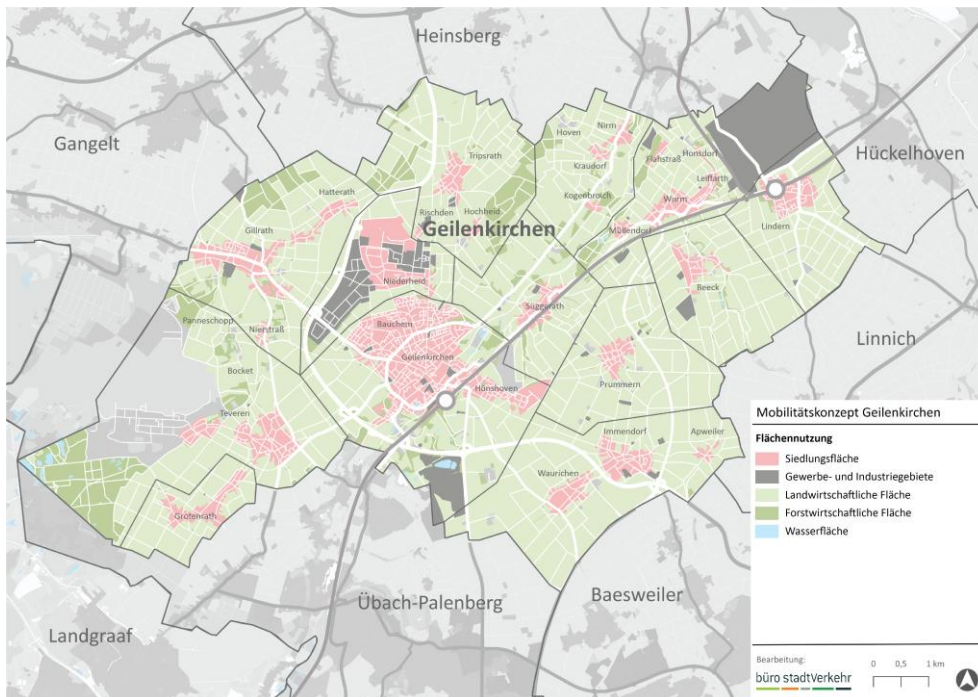 Heinsberg
Gangelt
Hückelhoven
Nirm
Hoven
Kraudorf
Honsdorf
Flahstraß
Leiffarth
Tripsrath
Hatterath
Kogenbroich
Wurm
Rischden
Hochheid
Gillrath
Geilenkirchen
Müllendorf
Lindern
Niederheid
Beeck
Süggerath
Panneschopp
Nierstraß
Bauchem
Linnich
Geilenkirchen
Bocket
Hünshoven
Prummern
Teveren
Immendorf
Apweiler
Waurichen
Grotenrath
Übach-Palenberg
Baesweiler
Landgraaf
Mobilitätskonzept Geilenkirchen
Flächennutzung
Siedlungsfläche
Gewerbe- und Industriegebiete
Landwirtschaftliche Fläche
Forstwirtschaftliche Fläche
Wasserfläche
Bearbeitung:
büro stadtVerkehr
0 0,5 1 km